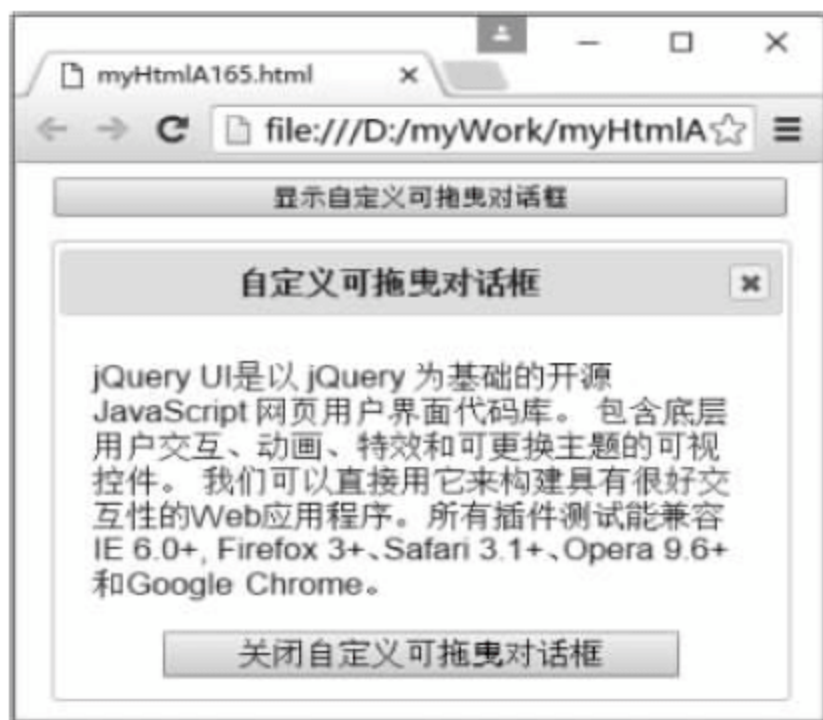 myHtmlA165.html
file:///D:/myWork/myHtmlA
显示自定义可拖曳对话框
自定义可拖曳对话框
jQuery UI是以 jQuery 为基础的开源
JavaScript 网页用户界面代码库。 包含底层
用户交互、动画、特效和可更换主题的可视
控件。 我们可以直接用它来构建具有很好交
互性的Web应用程序。所有插件测试能兼容
IE 6.0+, Firefox 3+、Safari 3.1+、Opera 9.6+
和Google Chrome。
关闭自定义可拖曳对话框